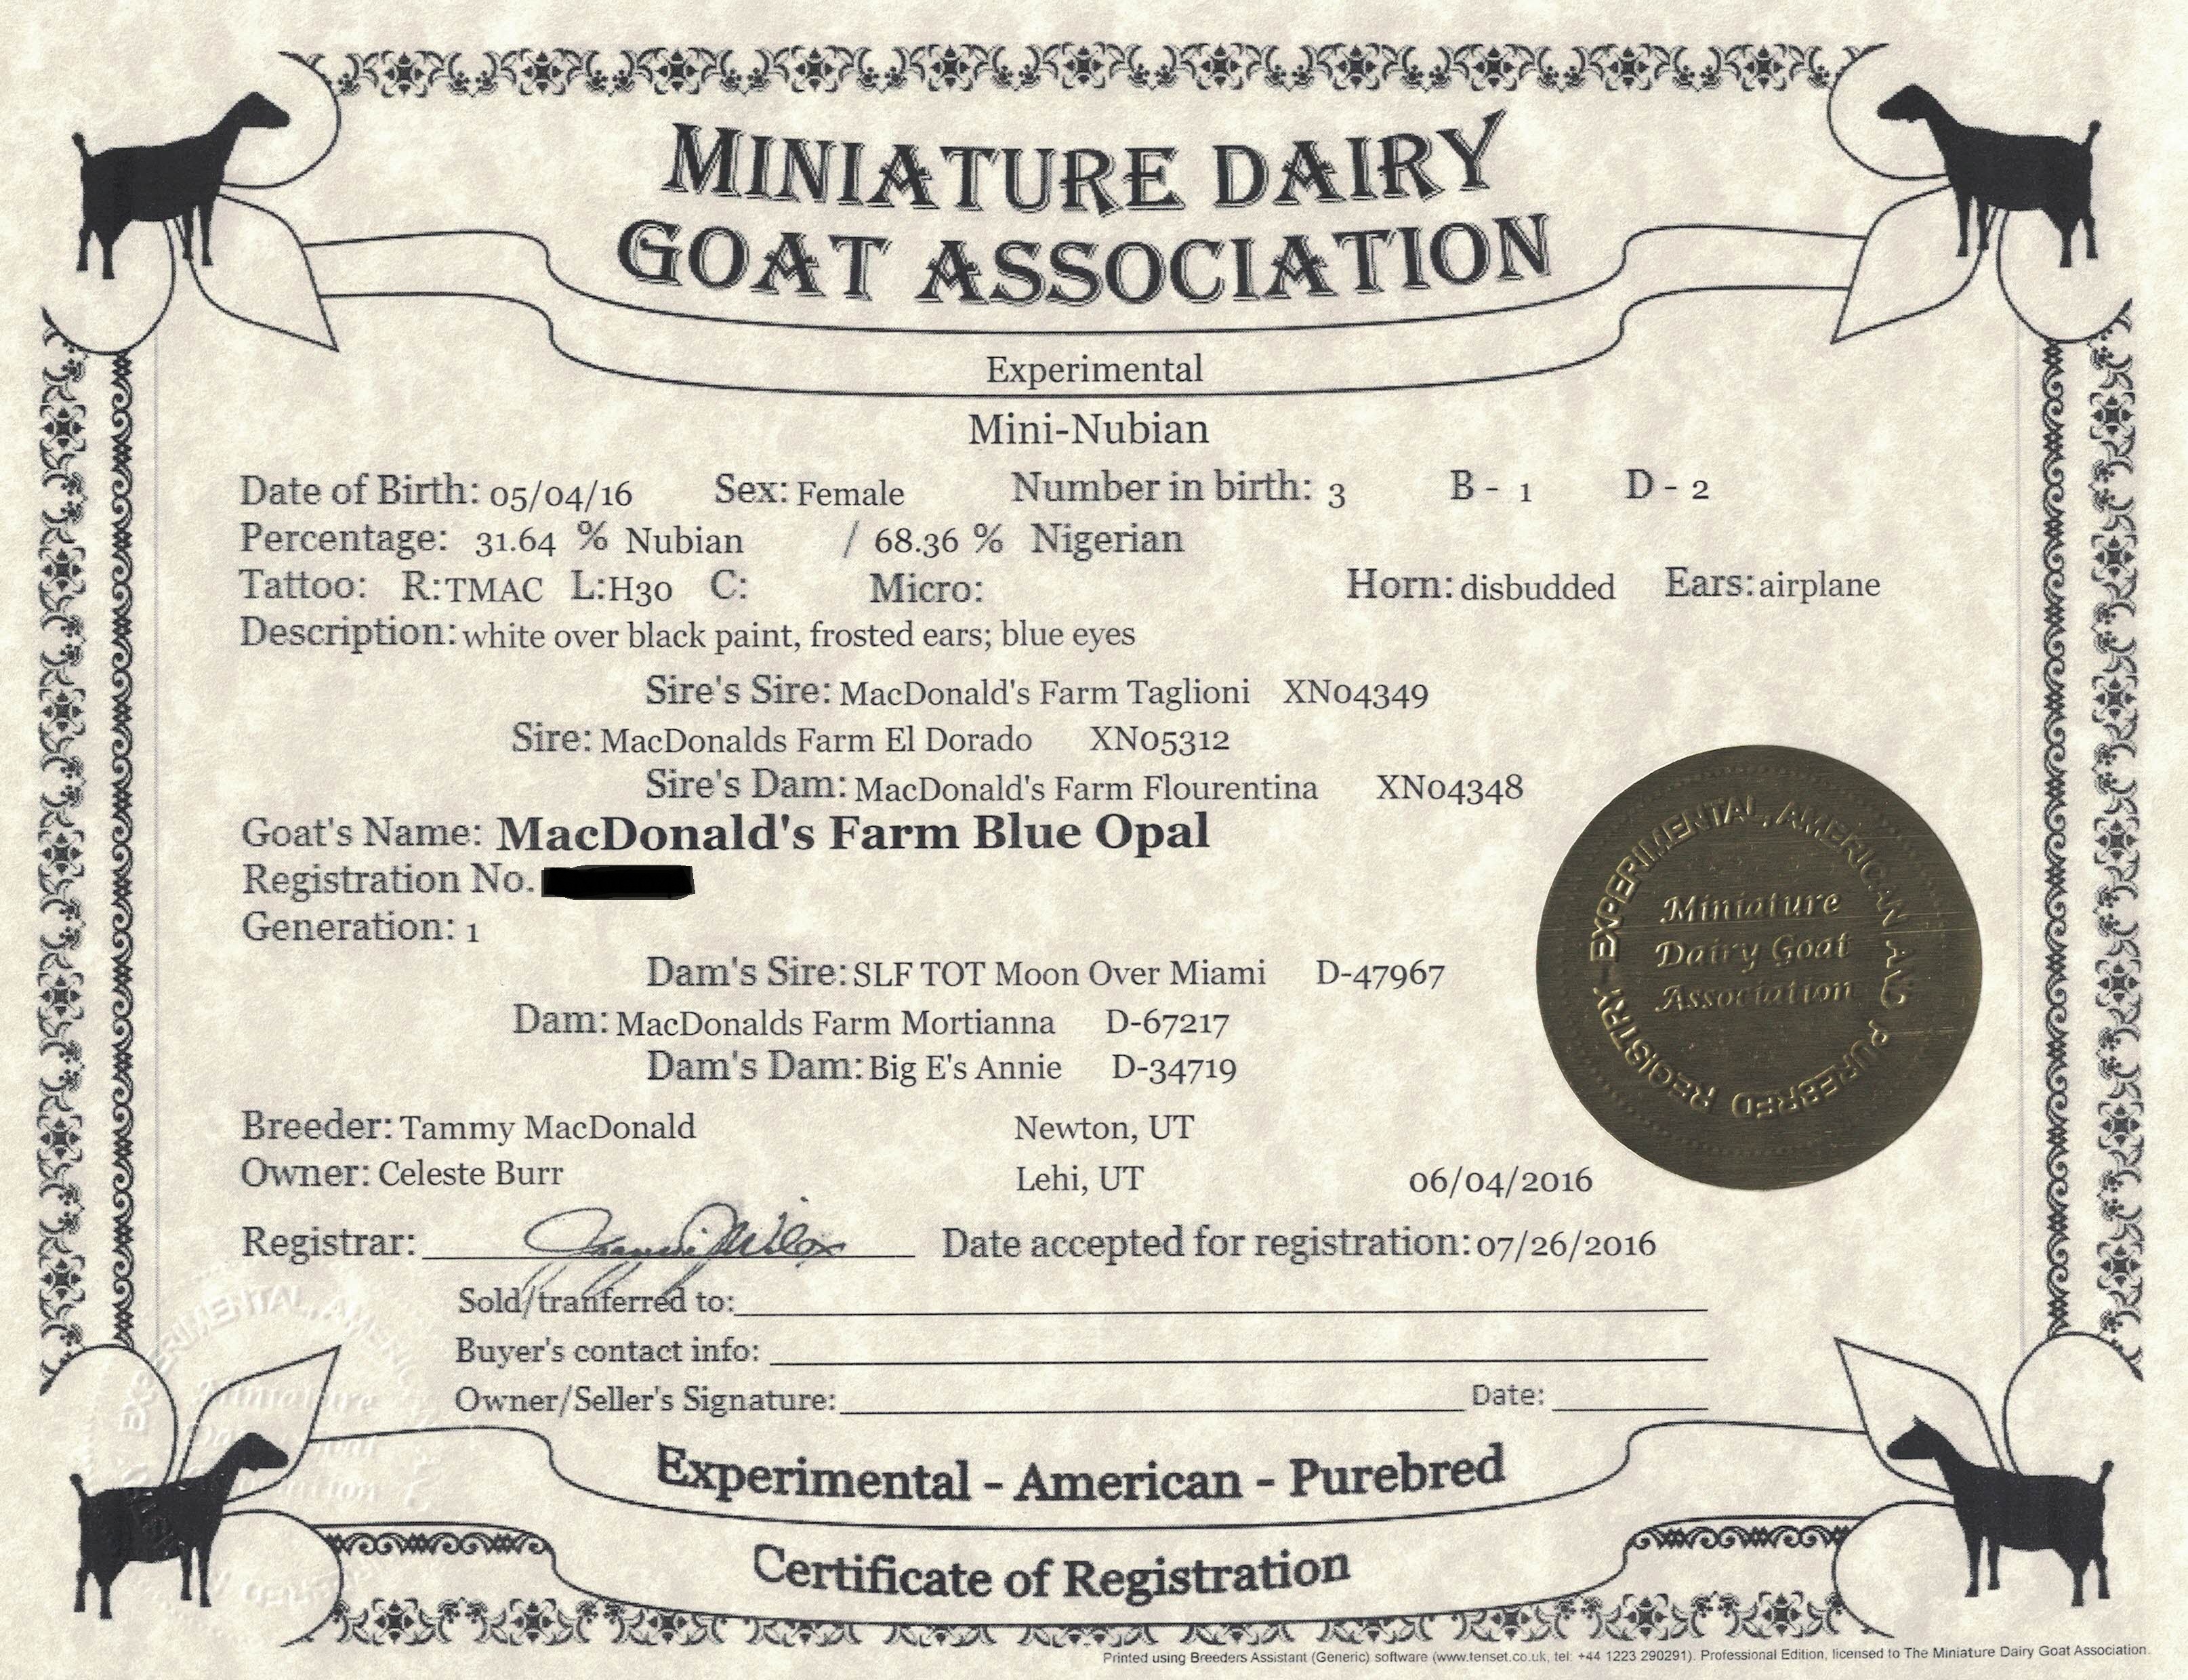 MINIATURE DAIRY
GOAT ASSOCIATION
Experimental
Mini-Nubian
Date of Birth: 05/04/16 Sex: Female Number in birth: 3 B - 1 D - 2
Percentage: 31.64 % Nubian / 68.36 % Nigerian
Tattoo: R:TMAC L:H30 C: Micro: Horn: disbudded Ears: airplane
Description: white over black paint, frosted ears; blue eyes
Sire's Sire: MacDonald's Farm Taglioni XN04349
Sire: MacDonalds Farm El Dorado XN05312
Sire's Dam: MacDonald's Farm Flourentina XN04348
Goat's Name: MacDonald's Farm Blue Opal
Registration No.
Generation: 1
Dam's Sire: SLF TOT Moon Over Miami D-47967
Dam: MacDonalds Farm Mortianna D-67217
Dam's Dam: Big E's Annie D-34719
EXPERIMENTAL, AMERICAN AND PUREBRED REGISTRY
Miniature
Dairy Goat
Association
Breeder: Tammy MacDonald Newton, UT
Owner: Celeste Burr Lehi, UT 06/04/2016
Registrar: Date accepted for registration: 07/26/2016
Sold/tranferred to:
Buyer's contact info:
Owner/Seller's Signature: Date:
Experimental - American - Purebred
Certificate of Registration
Printed using Breeders Assistant (Generic) software (www.tenset.co.uk, tel: +44 1223 290291). Professional Edition, licensed to The Miniature Dairy Goat Association.